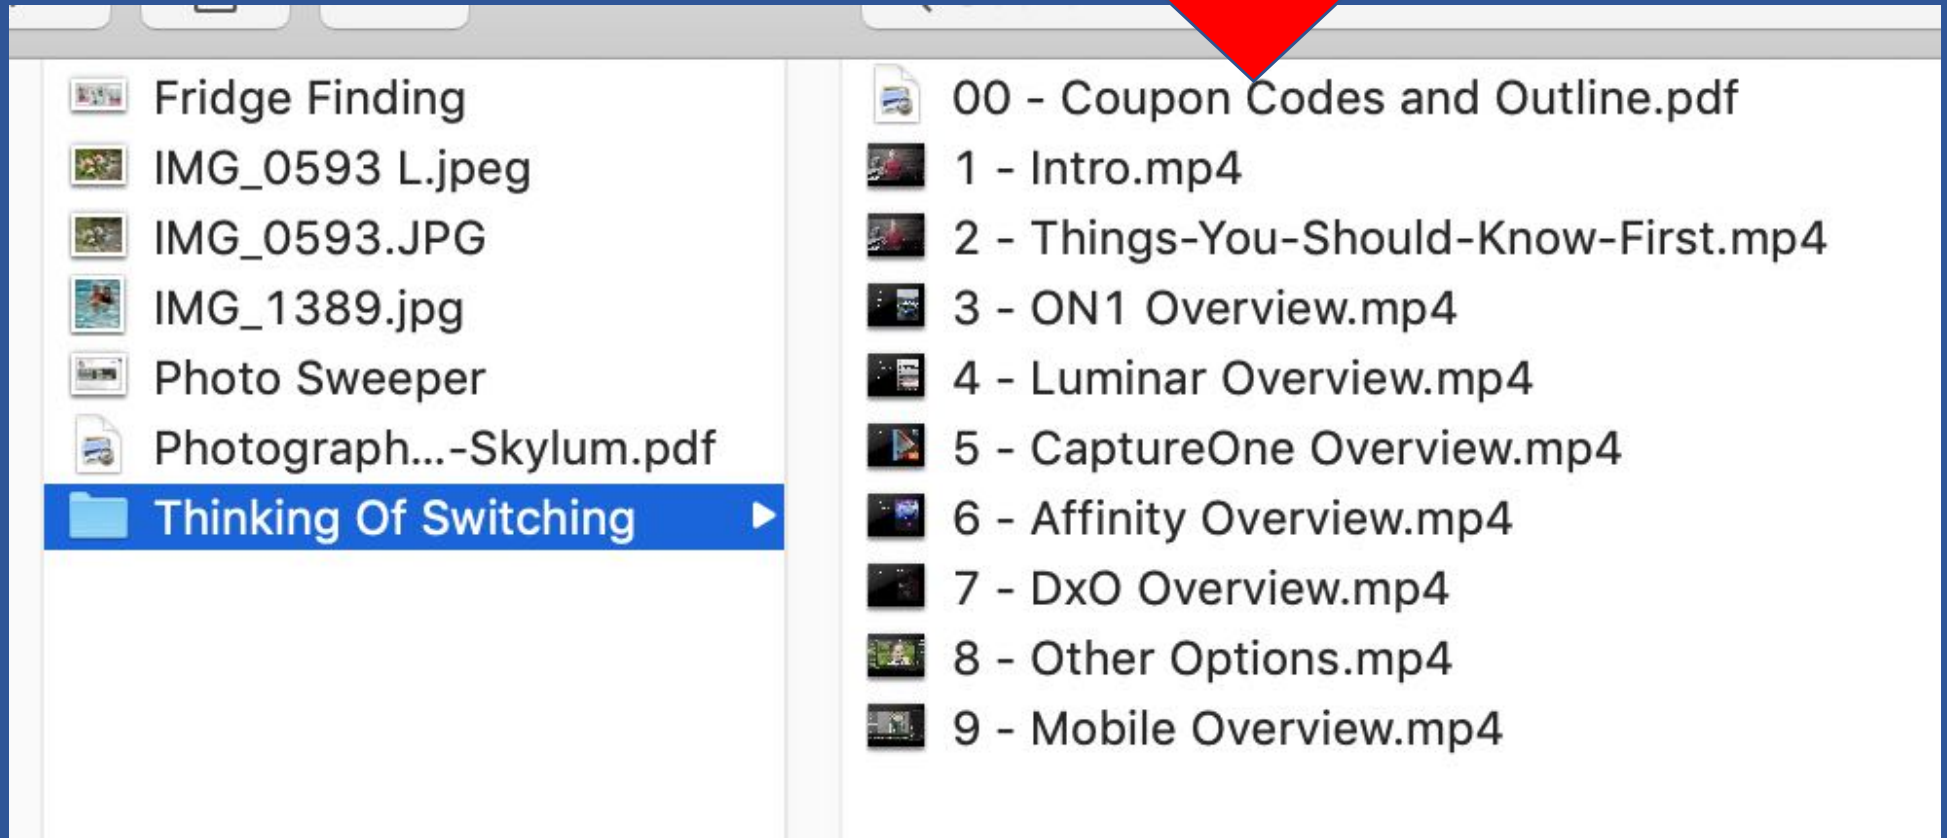 Fridge Finding
IMG_0593 L.jpeg
IMG_0593.JPG
IMG_1389.jpg
Photo Sweeper
Photograph...-Skylum.pdf
Thinking Of Switching
00 - Coupon Codes and Outline.pdf
1 - Intro.mp4
2 - Things-You-Should-Know-First.mp4
3 - ON1 Overview.mp4
4 - Luminar Overview.mp4
5 - CaptureOne Overview.mp4
6 - Affinity Overview.mp4
7 - DxO Overview.mp4
8 - Other Options.mp4
9 - Mobile Overview.mp4